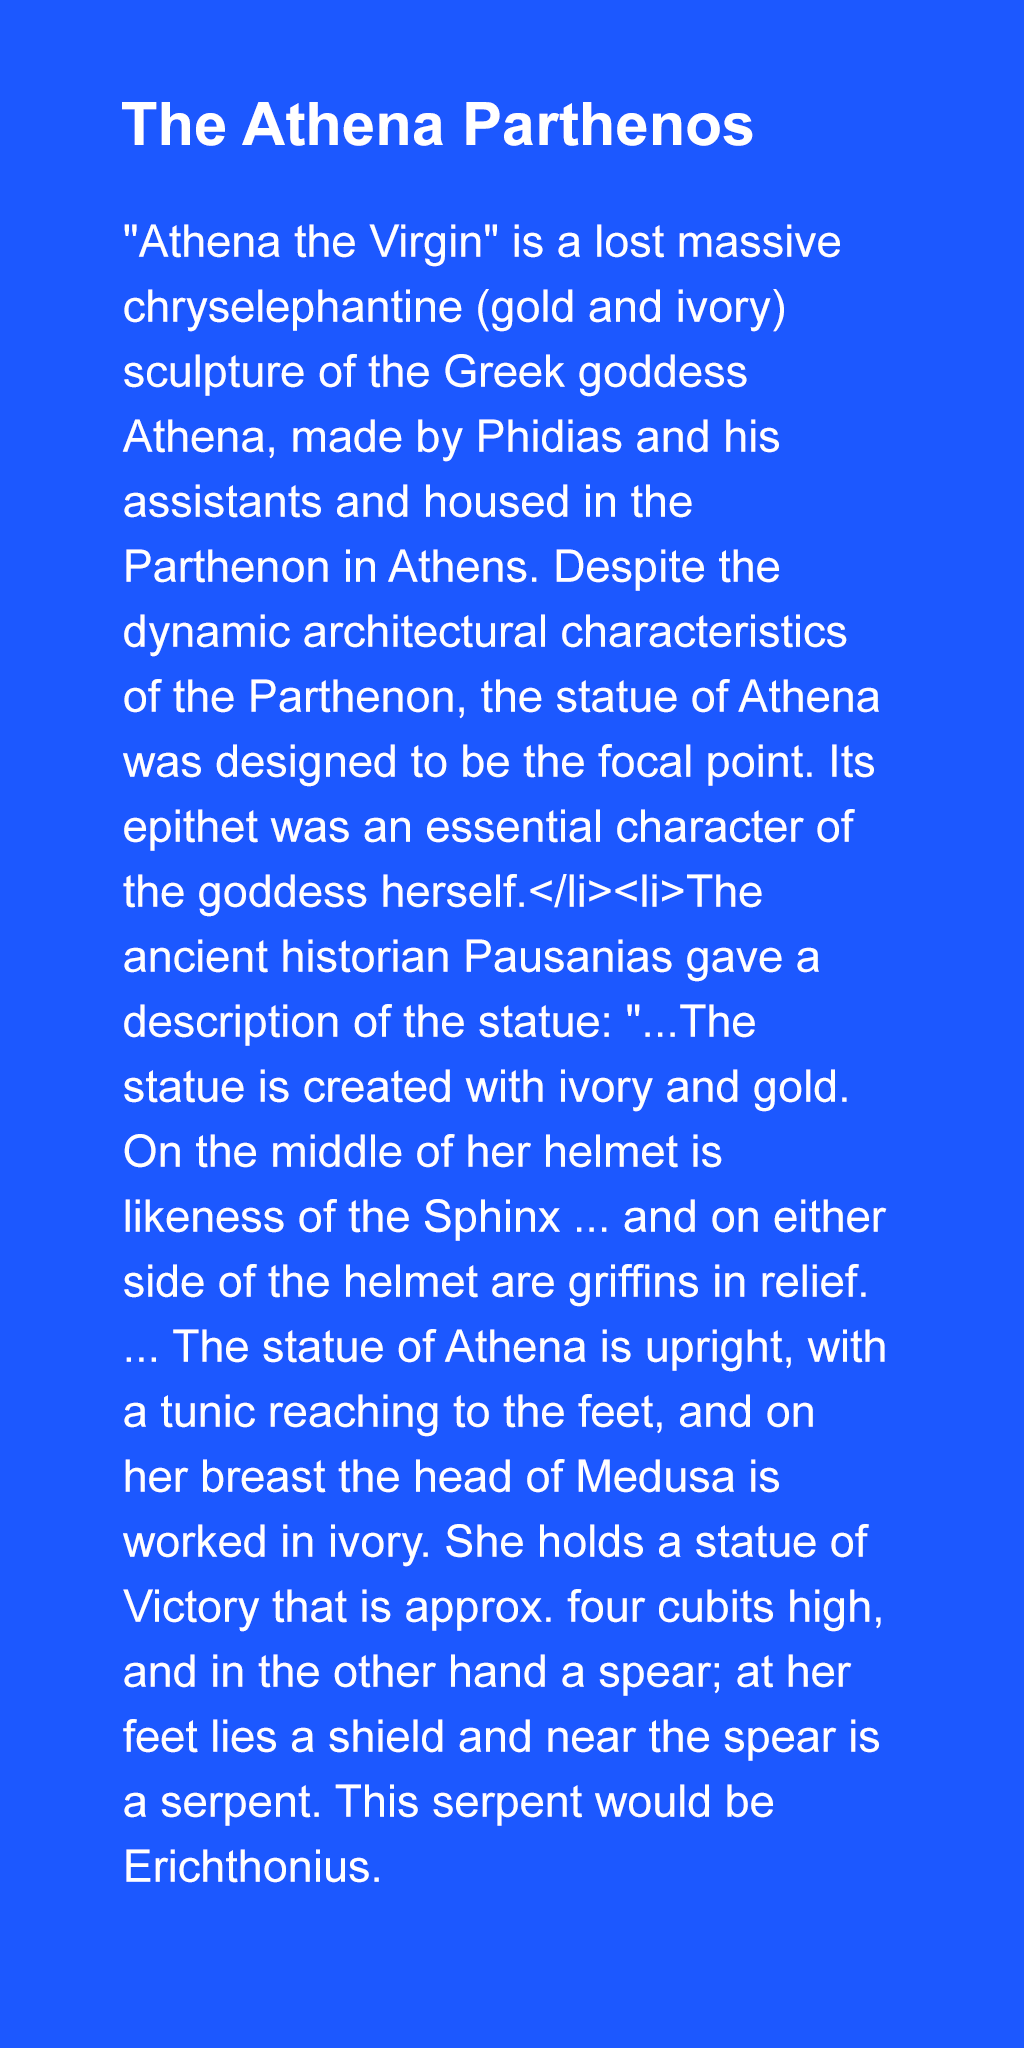 The Athena Parthenos
"Athena the Virgin" is a lost massive
chryselephantine (gold and ivory)
sculpture of the Greek goddess
Athena, made by Phidias and his
assistants and housed in the
Parthenon in Athens. Despite the
dynamic architectural characteristics
of the Parthenon, the statue of Athena
was designed to be the focal point. Its
epithet was an essential character of
the goddess herself.</li><li>The
ancient historian Pausanias gave a
description of the statue: "...The
statue is created with ivory and gold.
On the middle of her helmet is
likeness of the Sphinx ... and on either
side of the helmet are griffins in relief.
... The statue of Athena is upright, with
a tunic reaching to the feet, and on
her breast the head of Medusa is
worked in ivory. She holds a statue of
Victory that is approx. four cubits high,
and in the other hand a spear; at her
feet lies a shield and near the spear is
a serpent. This serpent would be
Erichthonius.